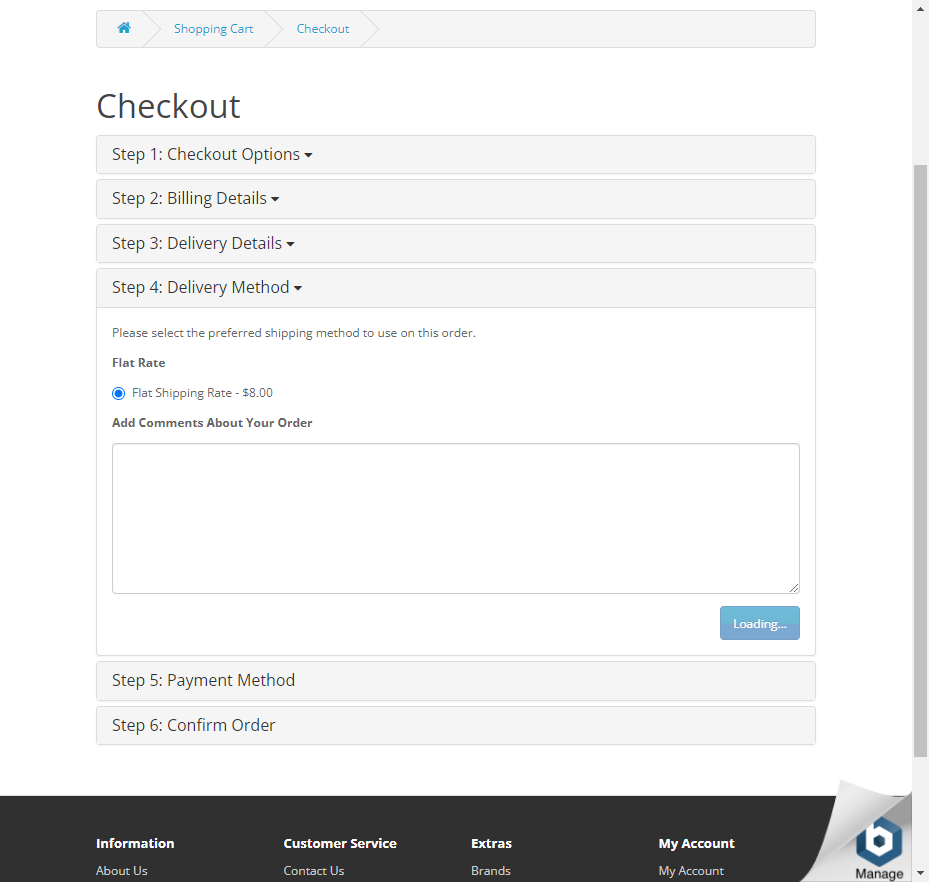 Shopping Cart
Checkout
Checkout
Step 1: Checkout Options
Step 2: Billing Details
Step 3: Delivery Details
Step 4: Delivery Method
Please select the preferred shipping method to use on this order.
Flat Rate
Flat Shipping Rate - $8.00
Add Comments About Your Order
Loading...
Step 5: Payment Method
Step 6: Confirm Order
Information
Customer Service
Extras
My Account
About Us
Contact Us
Brands
My Account
b
Manage